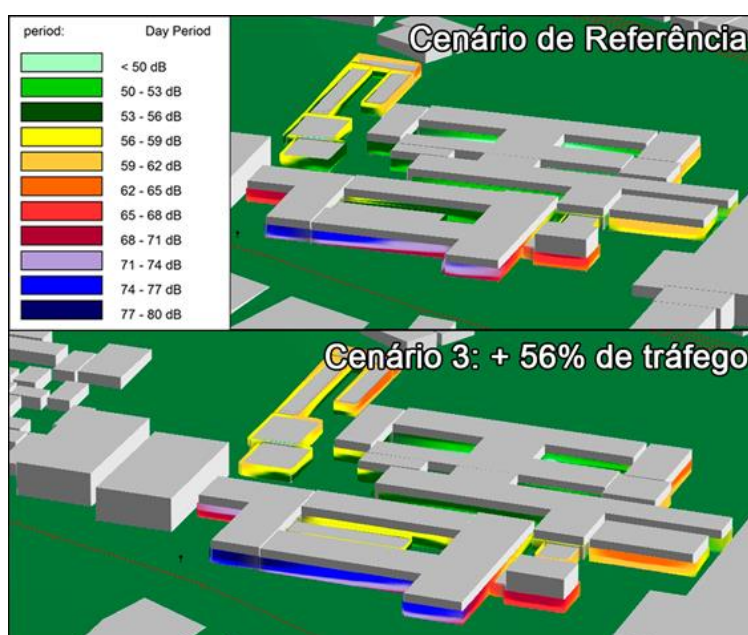 period: Day Period
< 50 dB
50 - 53 dB
53 - 56 dB
56 - 59 dB
59 - 62 dB
62 - 65 dB
65 - 68 dB
68 - 71 dB
71 - 74 dB
74 - 77 dB
77 - 80 dB
Cenário de Referência
Cenário 3: + 56% de tráfego